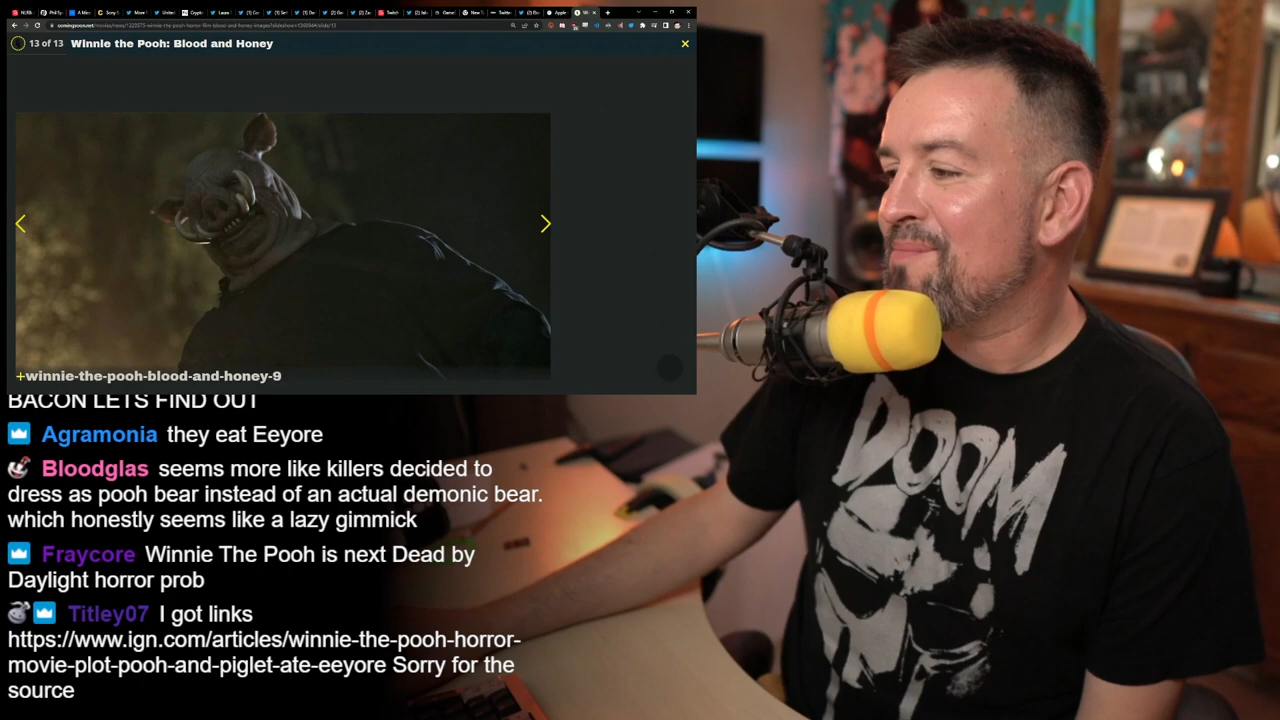 comingsoon.net
13 of 13 Winnie the Pooh: Blood and Honey
+winnie-the-pooh-blood-and-honey-9
BACON LETS FIND OUT
Agramonia they eat Eeyore
Bloodglas seems more like killers decided to
dress as pooh bear instead of an actual demonic bear.
which honestly seems like a lazy gimmick
Fraycore Winnie The Pooh is next Dead by
Daylight horror prob
Titley07 I got links
https://www.ign.com/articles/winnie-the-pooh-horror-
movie-plot-pooh-and-piglet-ate-eeyore Sorry for the
source
DOOM